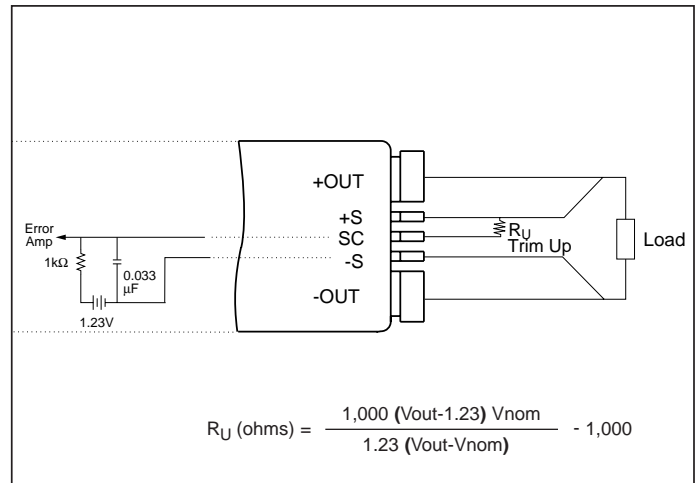 +OUT
+S
SC
-S
-OUT
Error
Amp
1kΩ
0.033
µF
1.23V
RU
Trim Up
Load
RU (ohms) = 1,000 (Vout-1.23) Vnom - 1,000
1.23 (Vout-Vnom)